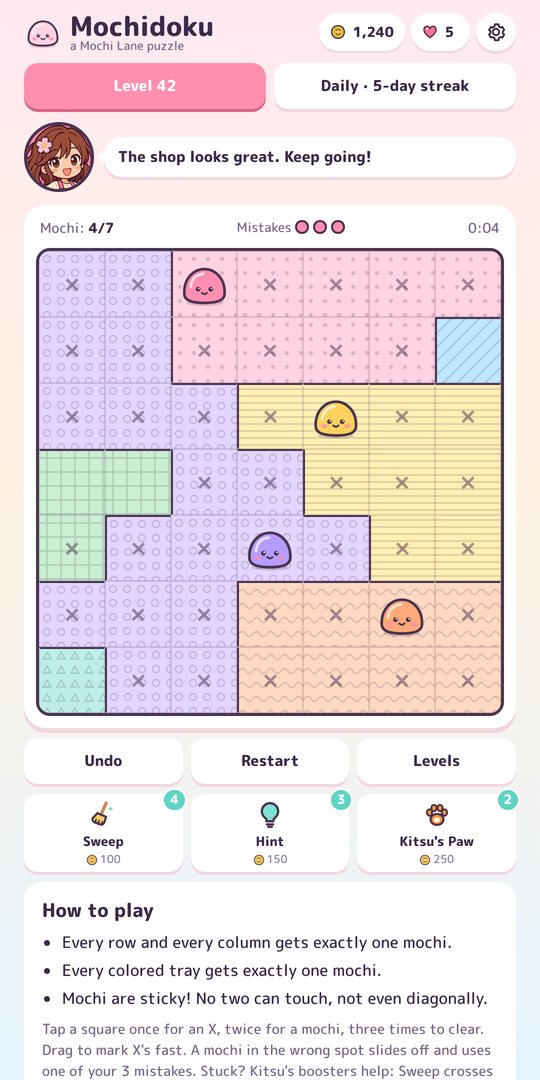 Mochidoku
a Mochi Lane puzzle
1,240
5
Level 42
Daily · 5-day streak
The shop looks great. Keep going!
Mochi: 4/7
Mistakes
0:04
Undo
Restart
Levels
4
3
2
Sweep
Hint
Kitsu's Paw
100
150
250
How to play
• Every row and every column gets exactly one mochi.
• Every colored tray gets exactly one mochi.
• Mochi are sticky! No two can touch, not even diagonally.
Tap a square once for an X, twice for a mochi, three times to clear.
Drag to mark X's fast. A mochi in the wrong spot slides off and uses
one of your 3 mistakes. Stuck? Kitsu's boosters help: Sweep crosses